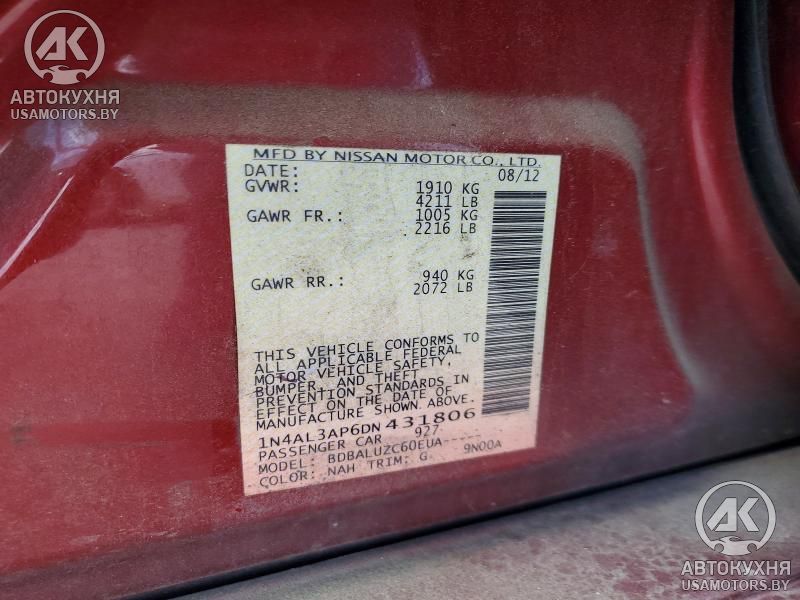 AK
АВТОКУХНЯ
USAMOTORS.BY
MFD BY NISSAN MOTOR CO., LTD.
DATE: 08/12
GVWR: 1910 KG
4211 LB
GAWR FR.: 1005 KG
2216 LB
GAWR RR.: 940 KG
2072 LB
THIS VEHICLE CONFORMS TO
ALL APPLICABLE FEDERAL
MOTOR VEHICLE SAFETY,
BUMPER, AND THEFT
PREVENTION STANDARDS IN
EFFECT ON THE DATE OF
MANUFACTURE SHOWN ABOVE.
1N4AL3AP6DN431806
PASSENGER CAR 927
MODEL: BDBALUZC60EUA-----
COLOR: NAH TRIM: G 9N00A
AK
АВТОКУХНЯ
USAMOTORS.BY